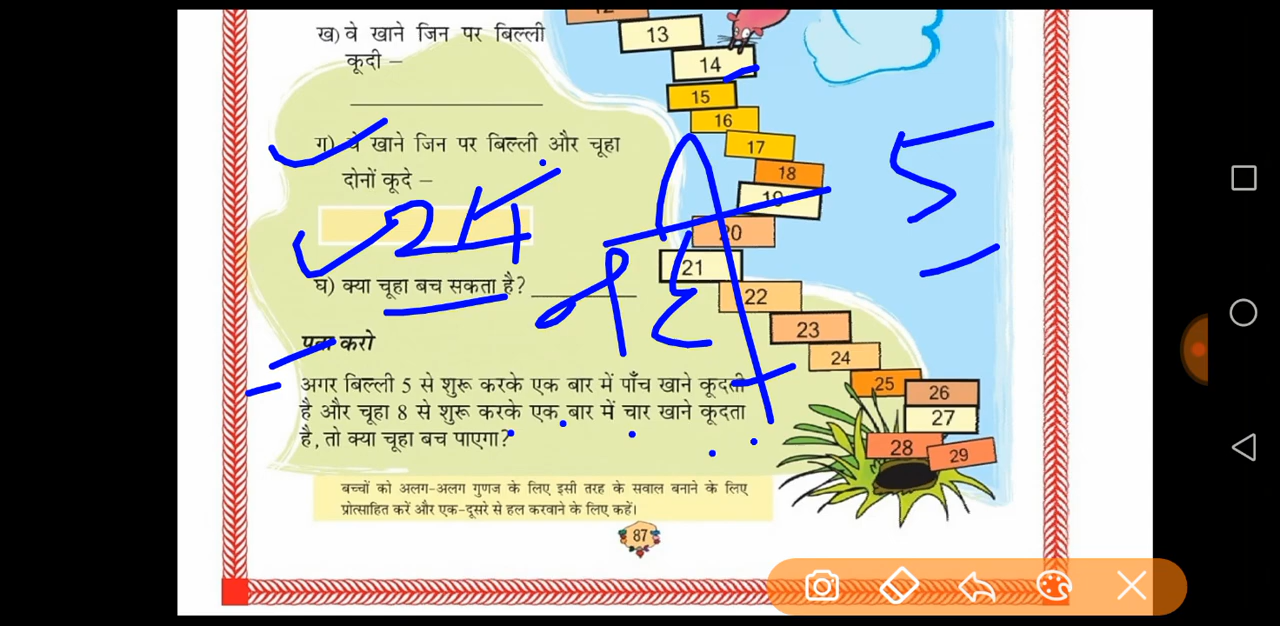 12
ख) वे खाने जिन पर बिल्ली
कूदी –
13
14
15
16
17
18
19
20
21
22
23
24
25
26
27
28
29
ग) वे खाने जिन पर बिल्ली और चूहा
दोनों कूदे –
24
घ) क्या चूहा बच सकता है?
नहीं
5
पता करो
अगर बिल्ली 5 से शुरू करके एक बार में पाँच खाने कूदती
है और चूहा 8 से शुरू करके एक बार में चार खाने कूदता
है, तो क्या चूहा बच पाएगा?
बच्चों को अलग-अलग गुणज के लिए इसी तरह के सवाल बनाने के लिए
प्रोत्साहित करें और एक-दूसरे से हल करवाने के लिए कहें।
87